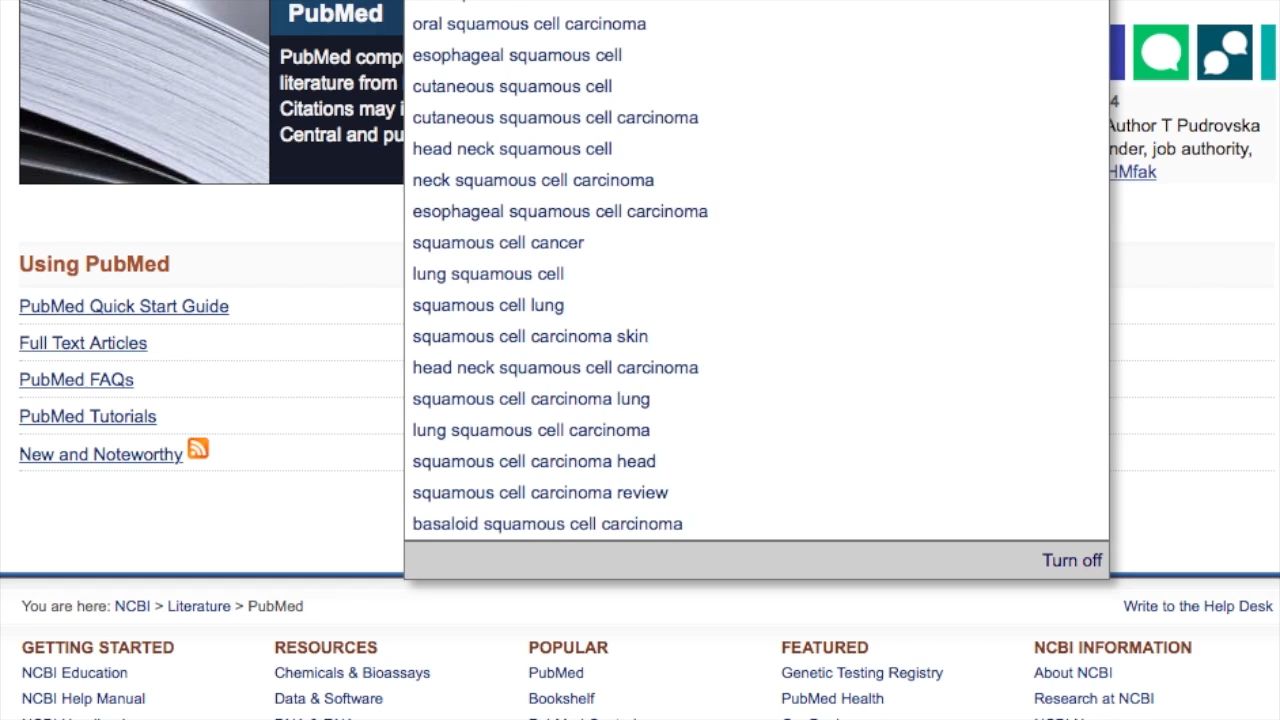 PubMed
PubMed comp
literature from
Citations may i
Central and pu
oral squamous cell carcinoma
esophageal squamous cell
cutaneous squamous cell
cutaneous squamous cell carcinoma
head neck squamous cell
neck squamous cell carcinoma
esophageal squamous cell carcinoma
squamous cell cancer
lung squamous cell
squamous cell lung
squamous cell carcinoma skin
head neck squamous cell carcinoma
squamous cell carcinoma lung
lung squamous cell carcinoma
squamous cell carcinoma head
squamous cell carcinoma review
basaloid squamous cell carcinoma
Turn off
4
Author T Pudrovska
nder, job authority,
HMfak
Using PubMed
PubMed Quick Start Guide
Full Text Articles
PubMed FAQs
PubMed Tutorials
New and Noteworthy
You are here: NCBI > Literature > PubMed
Write to the Help Desk
GETTING STARTED
NCBI Education
NCBI Help Manual
RESOURCES
Chemicals & Bioassays
Data & Software
POPULAR
PubMed
Bookshelf
FEATURED
Genetic Testing Registry
PubMed Health
NCBI INFORMATION
About NCBI
Research at NCBI